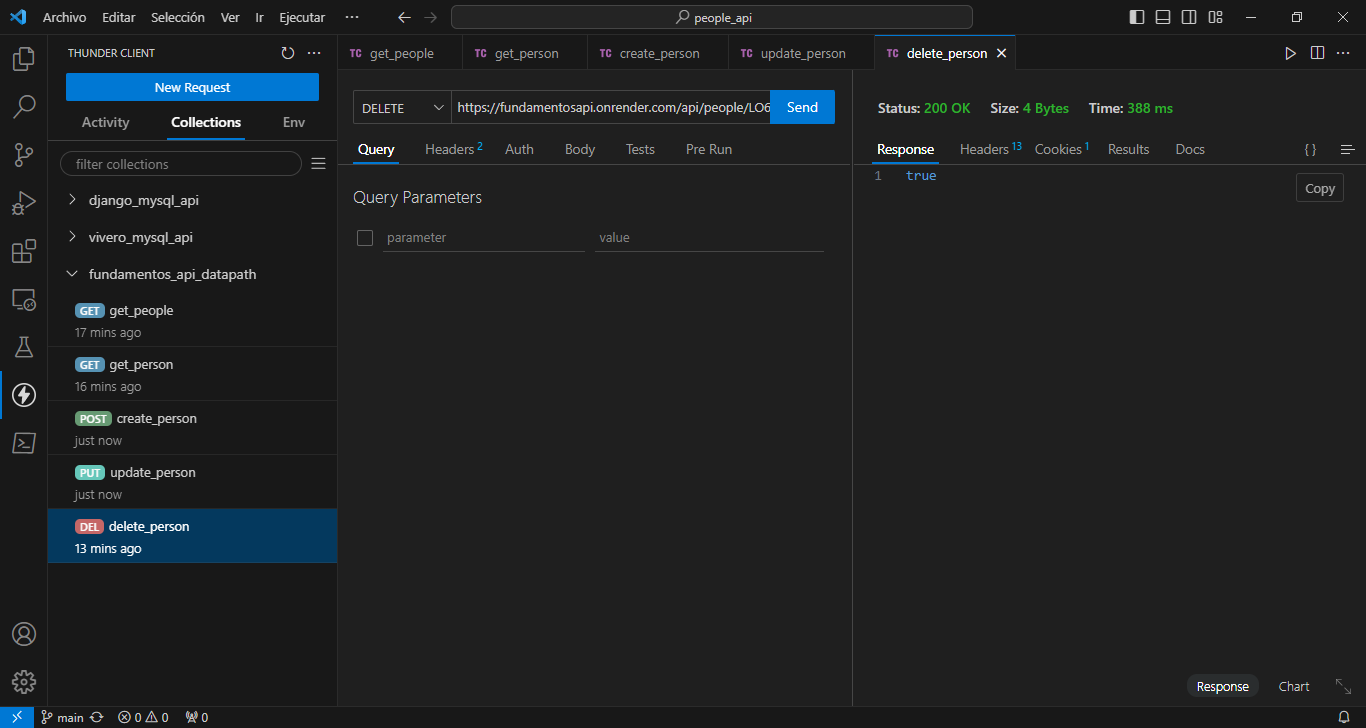 Archivo Editar Selección Ver Ir Ejecutar ··· people_api
THUNDER CLIENT ···
New Request
Activity Collections Env
filter collections
django_mysql_api
vivero_mysql_api
fundamentos_api_datapath
GET get_people
17 mins ago
GET get_person
16 mins ago
POST create_person
just now
PUT update_person
just now
DEL delete_person
13 mins ago
TC get_people TC get_person TC create_person TC update_person TC delete_person
DELETE https://fundamentosapi.onrender.com/api/people/LO6 Send
Query Headers 2 Auth Body Tests Pre Run
Query Parameters
parameter value
Status: 200 OK Size: 4 Bytes Time: 388 ms
Response Headers 13 Cookies 1 Results Docs { }
1 true
Copy
Response Chart
main 0 0 0